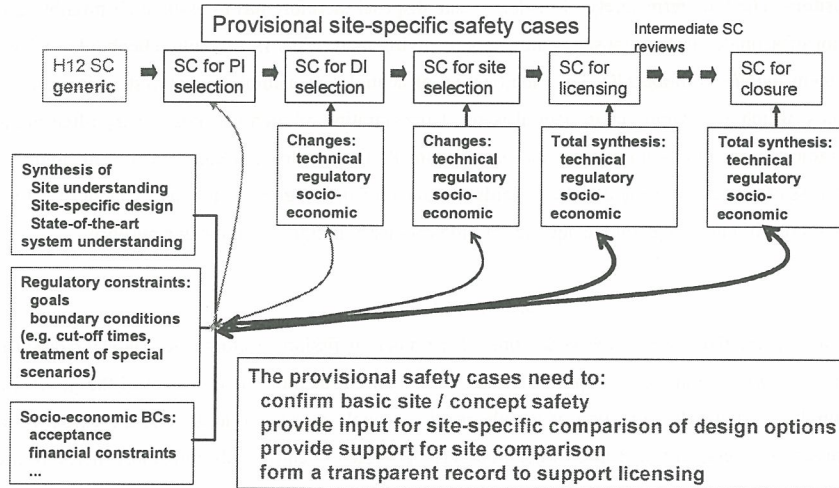 Provisional site-specific safety cases
Intermediate SC
reviews
H12 SC
generic
SC for PI
selection
SC for DI
selection
SC for site
selection
SC for
licensing
SC for
closure
Changes:
technical
regulatory
socio-
economic
Changes:
technical
regulatory
socio-
economic
Total synthesis:
technical
regulatory
socio-
economic
Total synthesis:
technical
regulatory
socio-
economic
Synthesis of
Site understanding
Site-specific design
State-of-the-art
system understanding
Regulatory constraints:
goals
boundary conditions
(e.g. cut-off times,
treatment of special
scenarios)
Socio-economic BCs:
acceptance
financial constraints
...
The provisional safety cases need to:
confirm basic site / concept safety
provide input for site-specific comparison of design options
provide support for site comparison
form a transparent record to support licensing